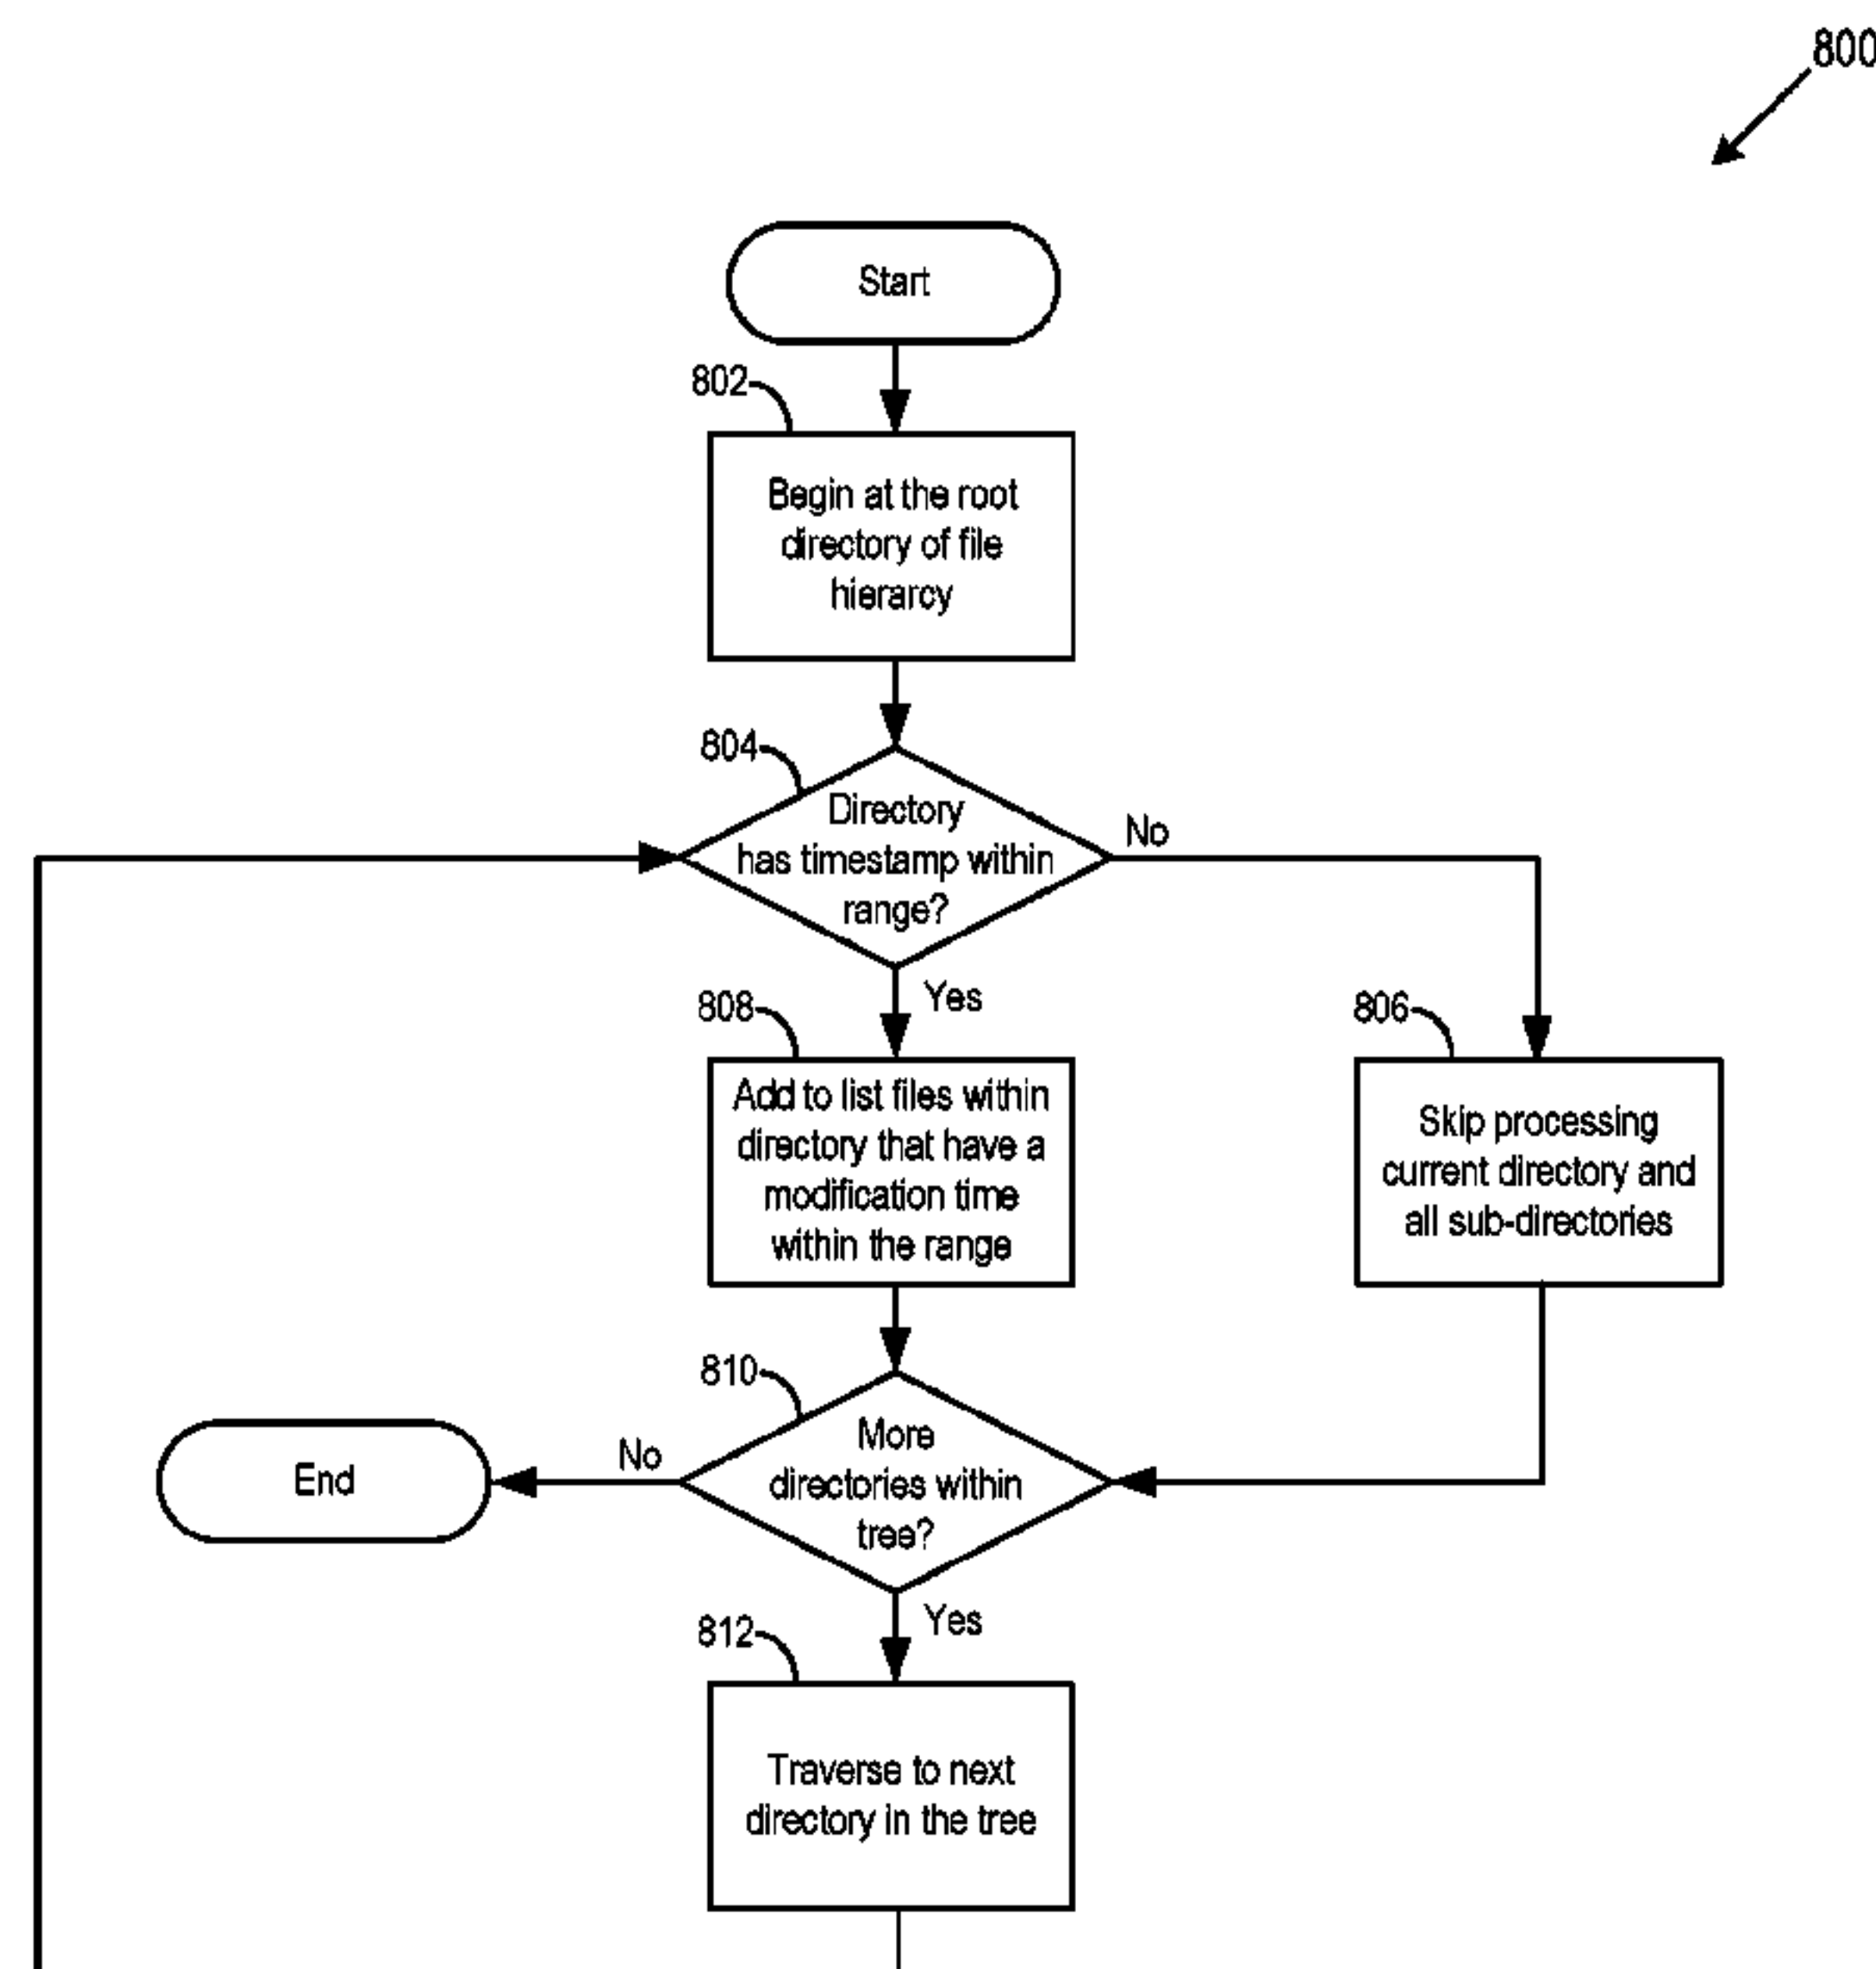 800
Start
802
Begin at the root
directory of file
hierarcy
804
Directory
has timestamp within
range?
No
Yes
808
Add to list files within
directory that have a
modification time
within the range
806
Skip processing
current directory and
all sub-directories
810
More
directories within
tree?
No
End
Yes
812
Traverse to next
directory in the tree